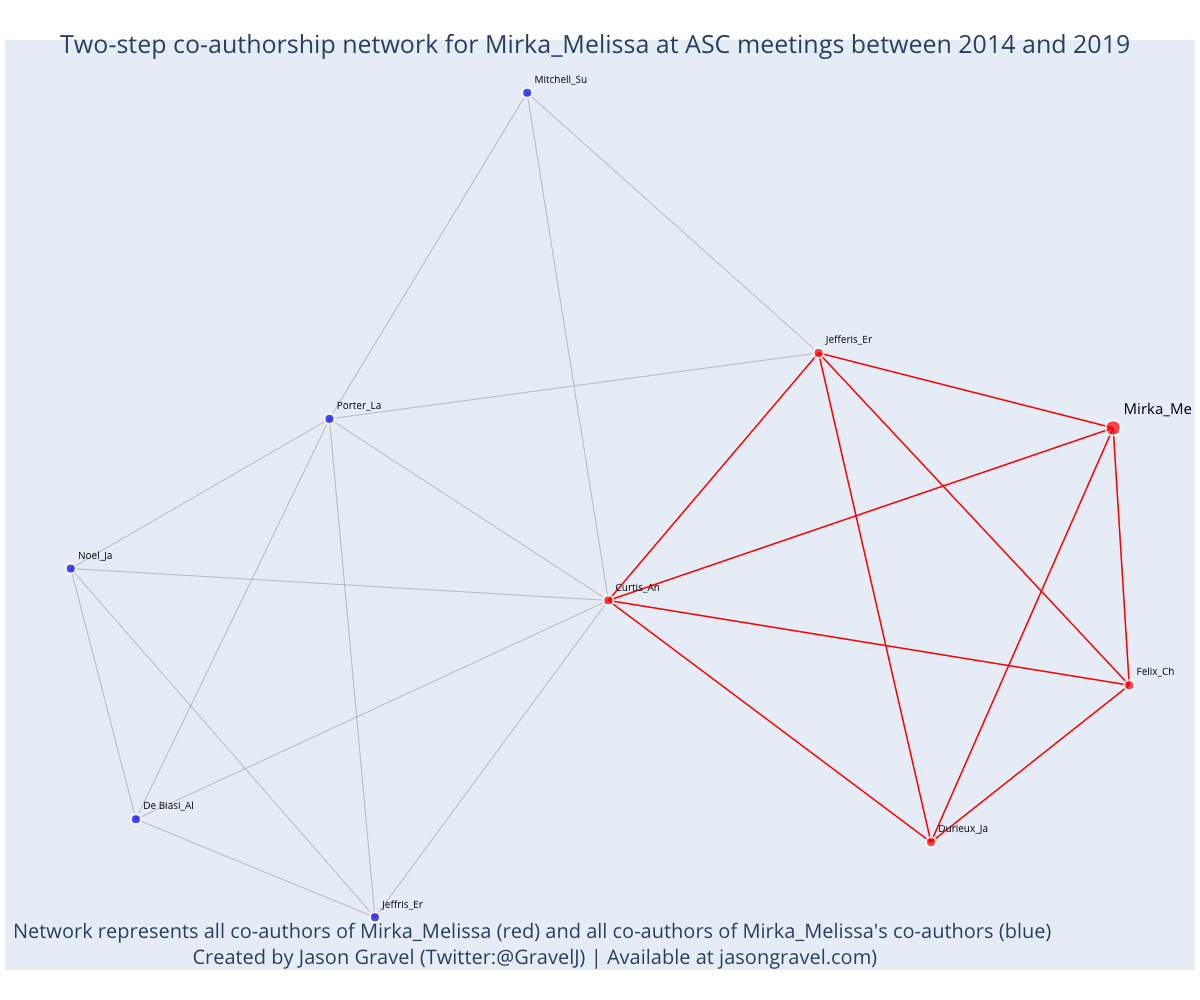 Two-step co-authorship network for Mirka_Melissa at ASC meetings between 2014 and 2019
Mitchell_Su
Jefferis_Er
Porter_La
Mirka_Me
Noel_Ja
Curtis_An
Felix_Ch
De Biasi_Al
Durieux_Ja
Jeffris_Er
Network represents all co-authors of Mirka_Melissa (red) and all co-authors of Mirka_Melissa's co-authors (blue)
Created by Jason Gravel (Twitter:@GravelJ) | Available at jasongravel.com)